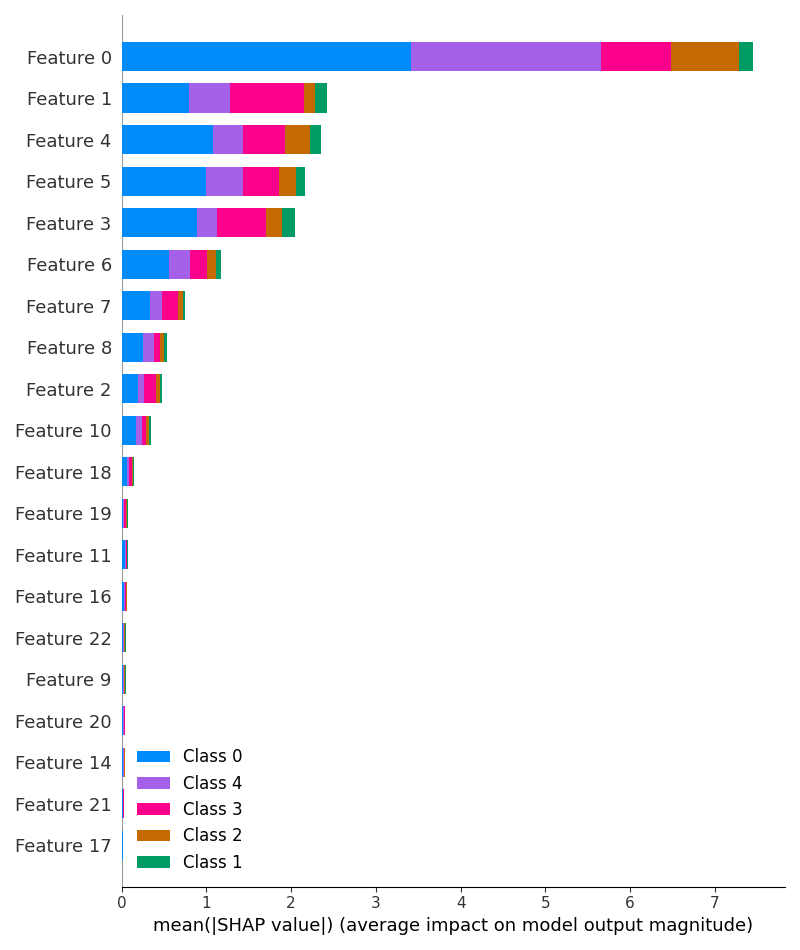 Feature 0
Feature 1
Feature 4
Feature 5
Feature 3
Feature 6
Feature 7
Feature 8
Feature 2
Feature 10
Feature 18
Feature 19
Feature 11
Feature 16
Feature 22
Feature 9
Feature 20
Feature 14
Feature 21
Feature 17
Class 0
Class 4
Class 3
Class 2
Class 1
0 1 2 3 4 5 6 7
mean(|SHAP value|) (average impact on model output magnitude)